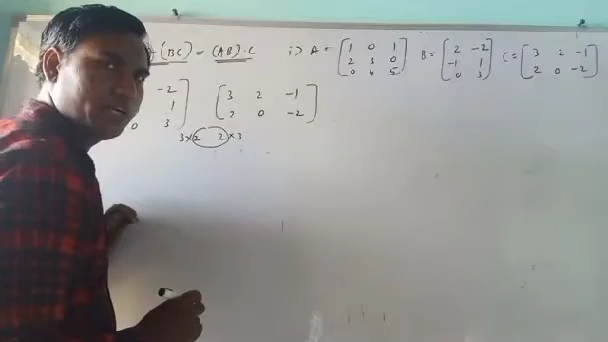 (BC) = (AB)·C i) A = [1 0 1 B = [2 -2 C = [3 2 -1
2 3 0 -1 1 2 0 -2]
0 4 5] 0 3]
-2 [3 2 -1
1 2 0 -2]
0 3]
3×2 2×3